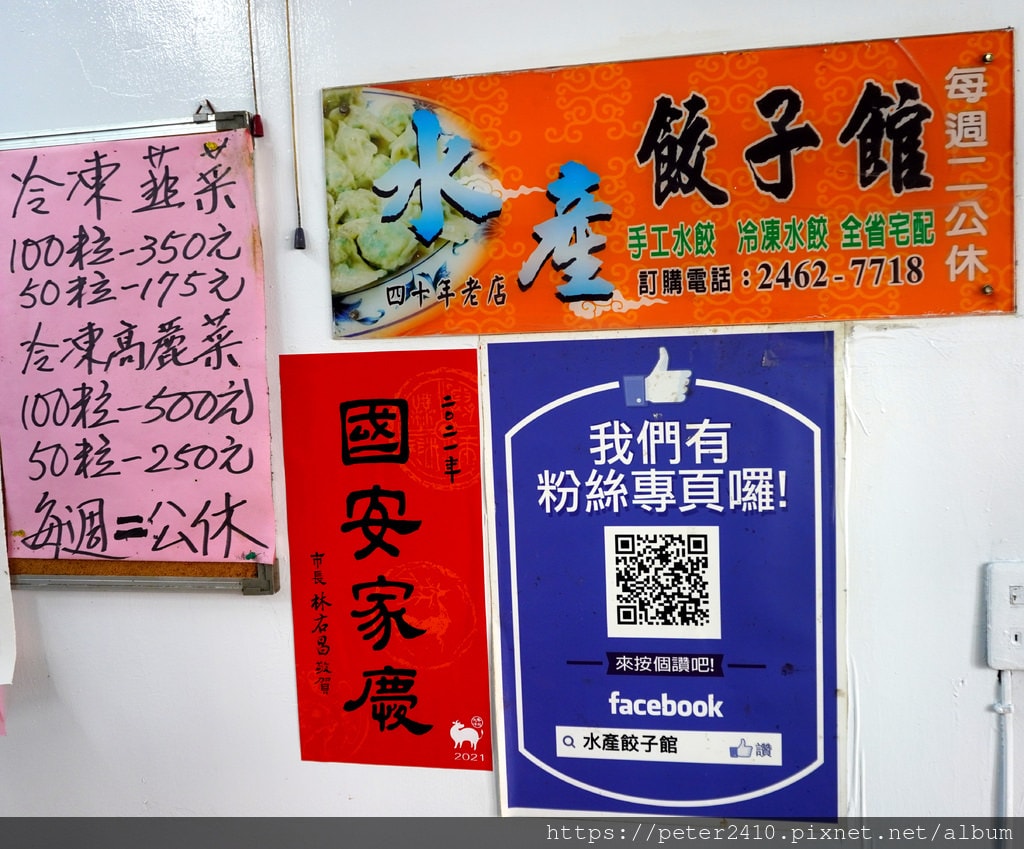 冷凍韮菜
100粒-350元
50粒-175元
冷凍高麗菜
100粒-500元
50粒-250元
每週二公休
水產
餃子館
手工水餃 冷凍水餃 全省宅配
訂購電話:2462-7718
四十年老店
每週二公休
二〇二一年
國安家慶
市長林右昌敬賀
2021
我們有
粉絲專頁囉!
來按個讚吧!
facebook
水產餃子館
讚
https://peter2410.pixnet.net/album